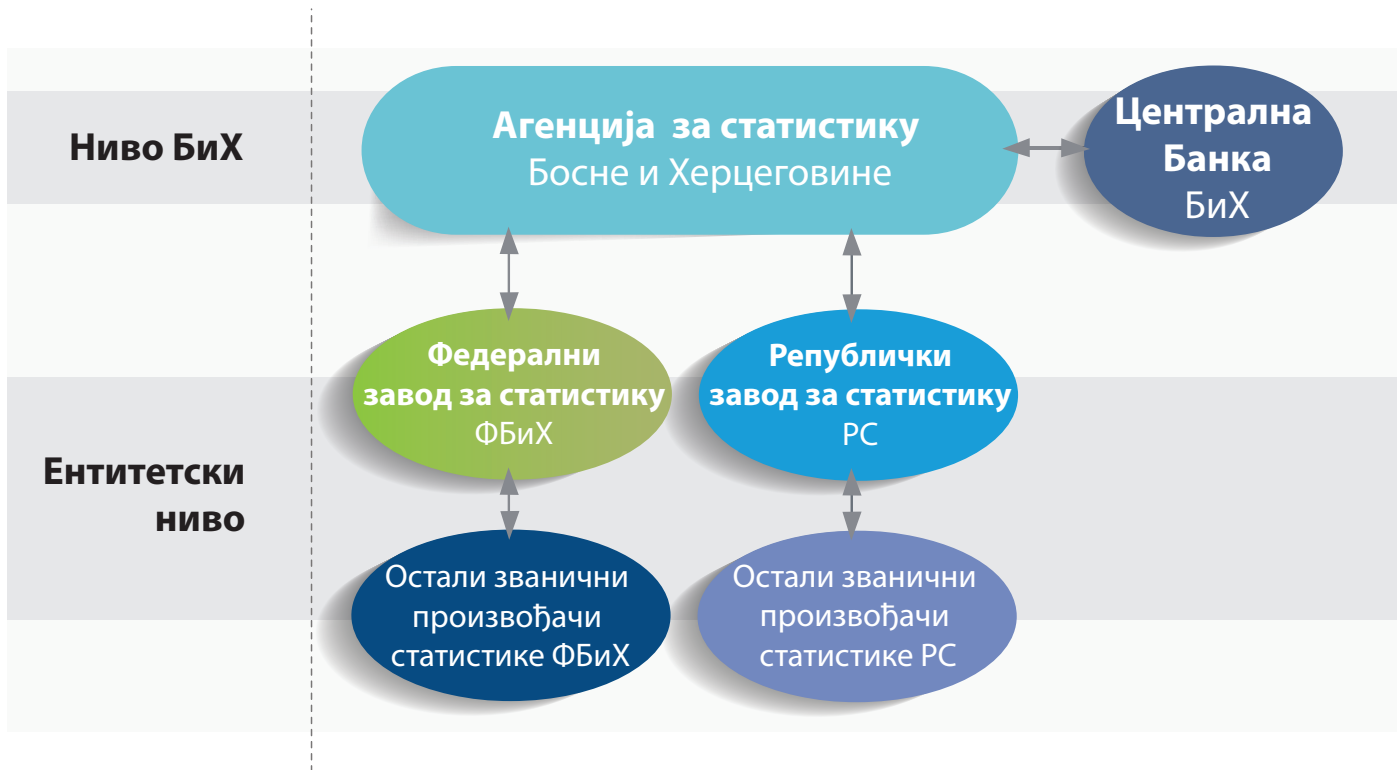 Ниво БиХ
Агенција за статистику
Босне и Херцеговине
Централна
Банка
БиХ
Ентитетски
ниво
Федерални
завод за статистику
ФБиХ
Републички
завод за статистику
РС
Остали званични
произвођачи
статистике ФБиХ
Остали званични
произвођачи
статистике РС